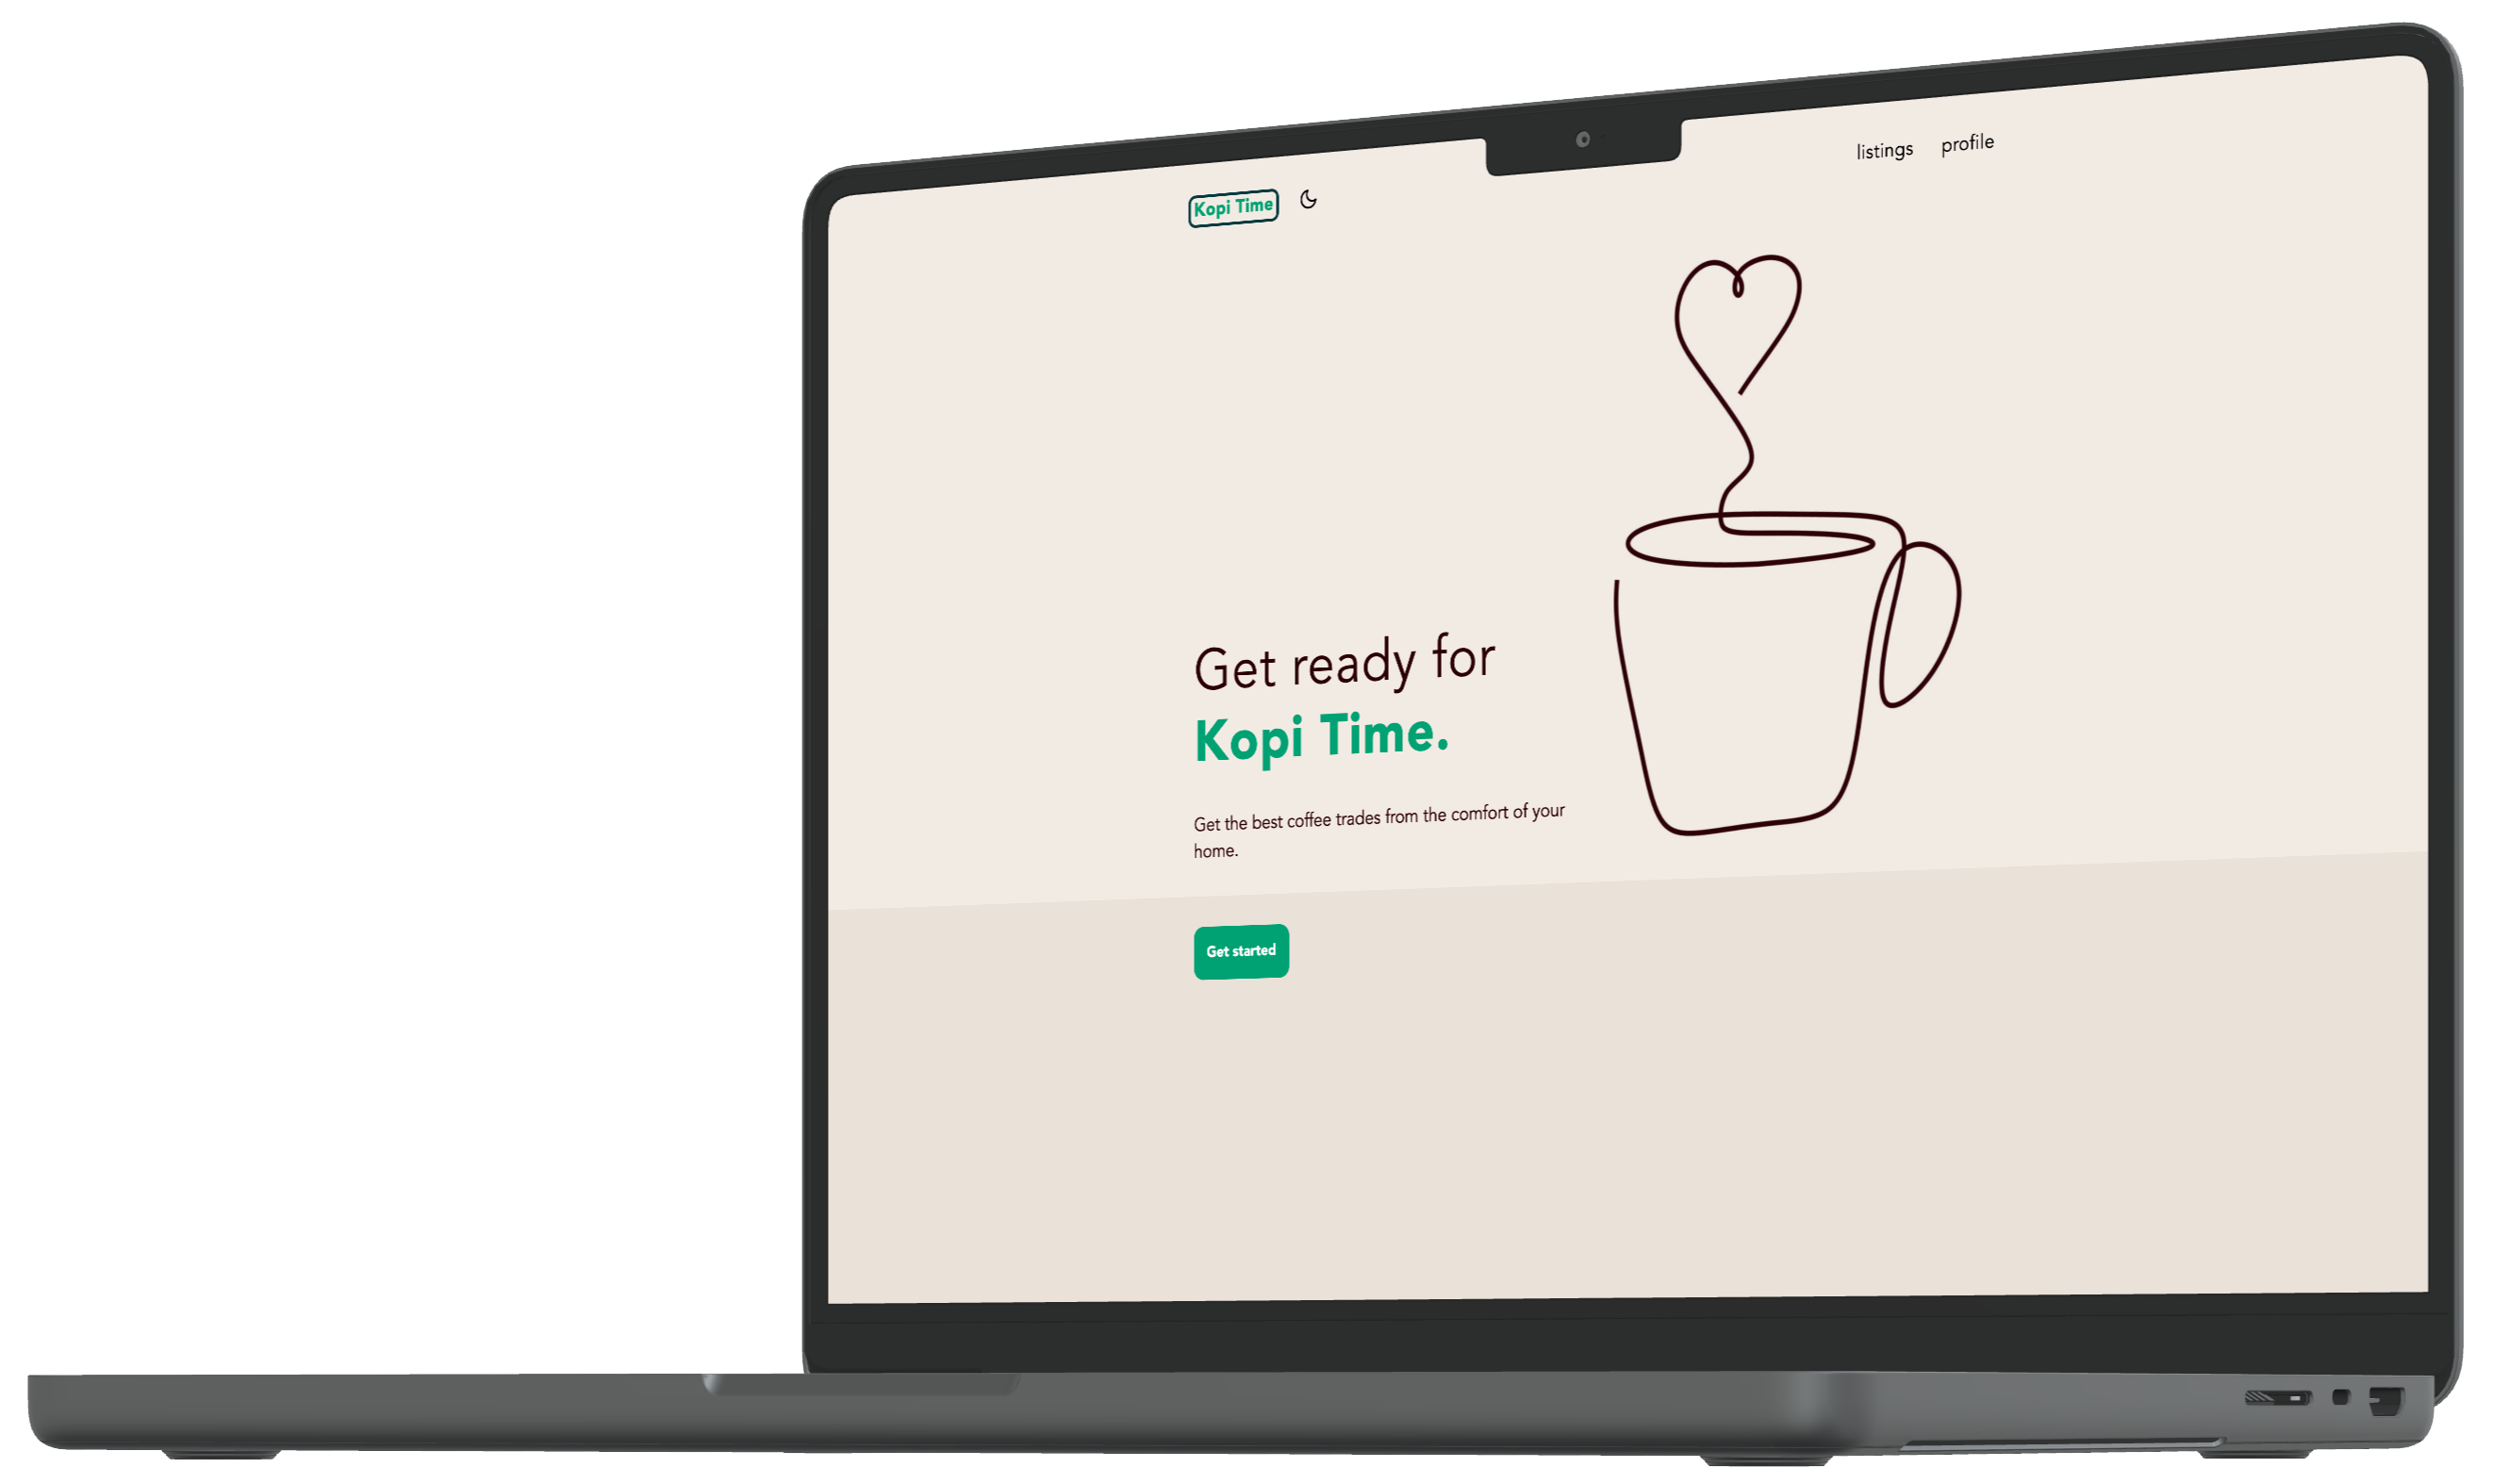 Kopi Time
listings profile
Get ready for
Kopi Time.
Get the best coffee trades from the comfort of your
home.
Get started